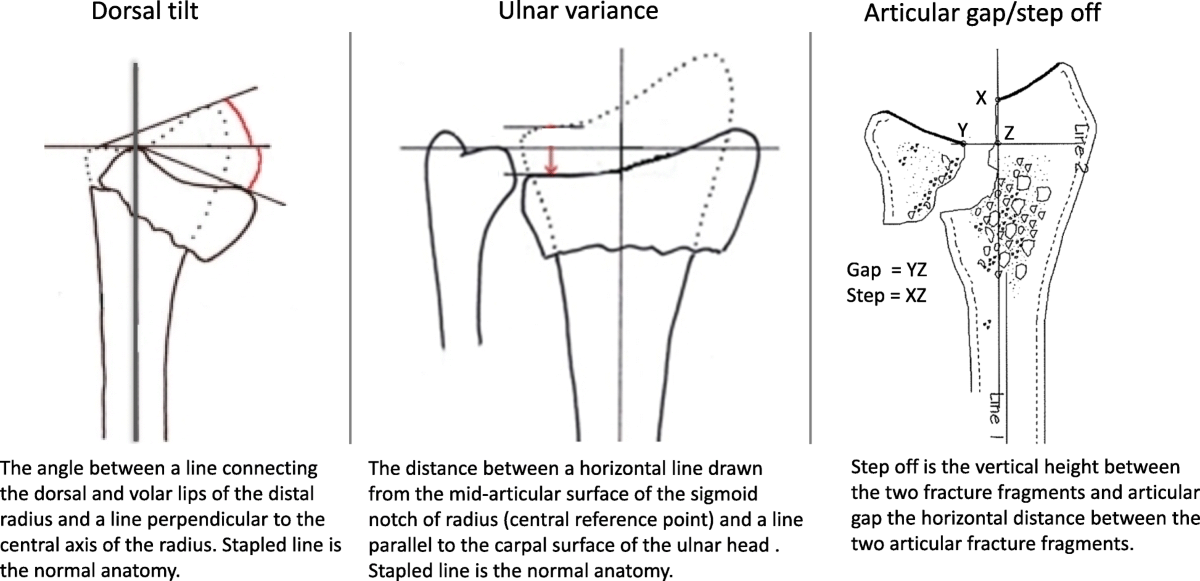 Dorsal tilt
The angle between a line connecting
the dorsal and volar lips of the distal
radius and a line perpendicular to the
central axis of the radius. Stapled line is
the normal anatomy.
Ulnar variance
The distance between a horizontal line drawn
from the mid-articular surface of the sigmoid
notch of radius (central reference point) and a line
parallel to the carpal surface of the ulnar head .
Stapled line is the normal anatomy.
Articular gap/step off
X
Y
Z
Line 2
Gap = YZ
Step = XZ
Line 1
Step off is the vertical height between
the two fracture fragments and articular
gap the horizontal distance between the
two articular fracture fragments.